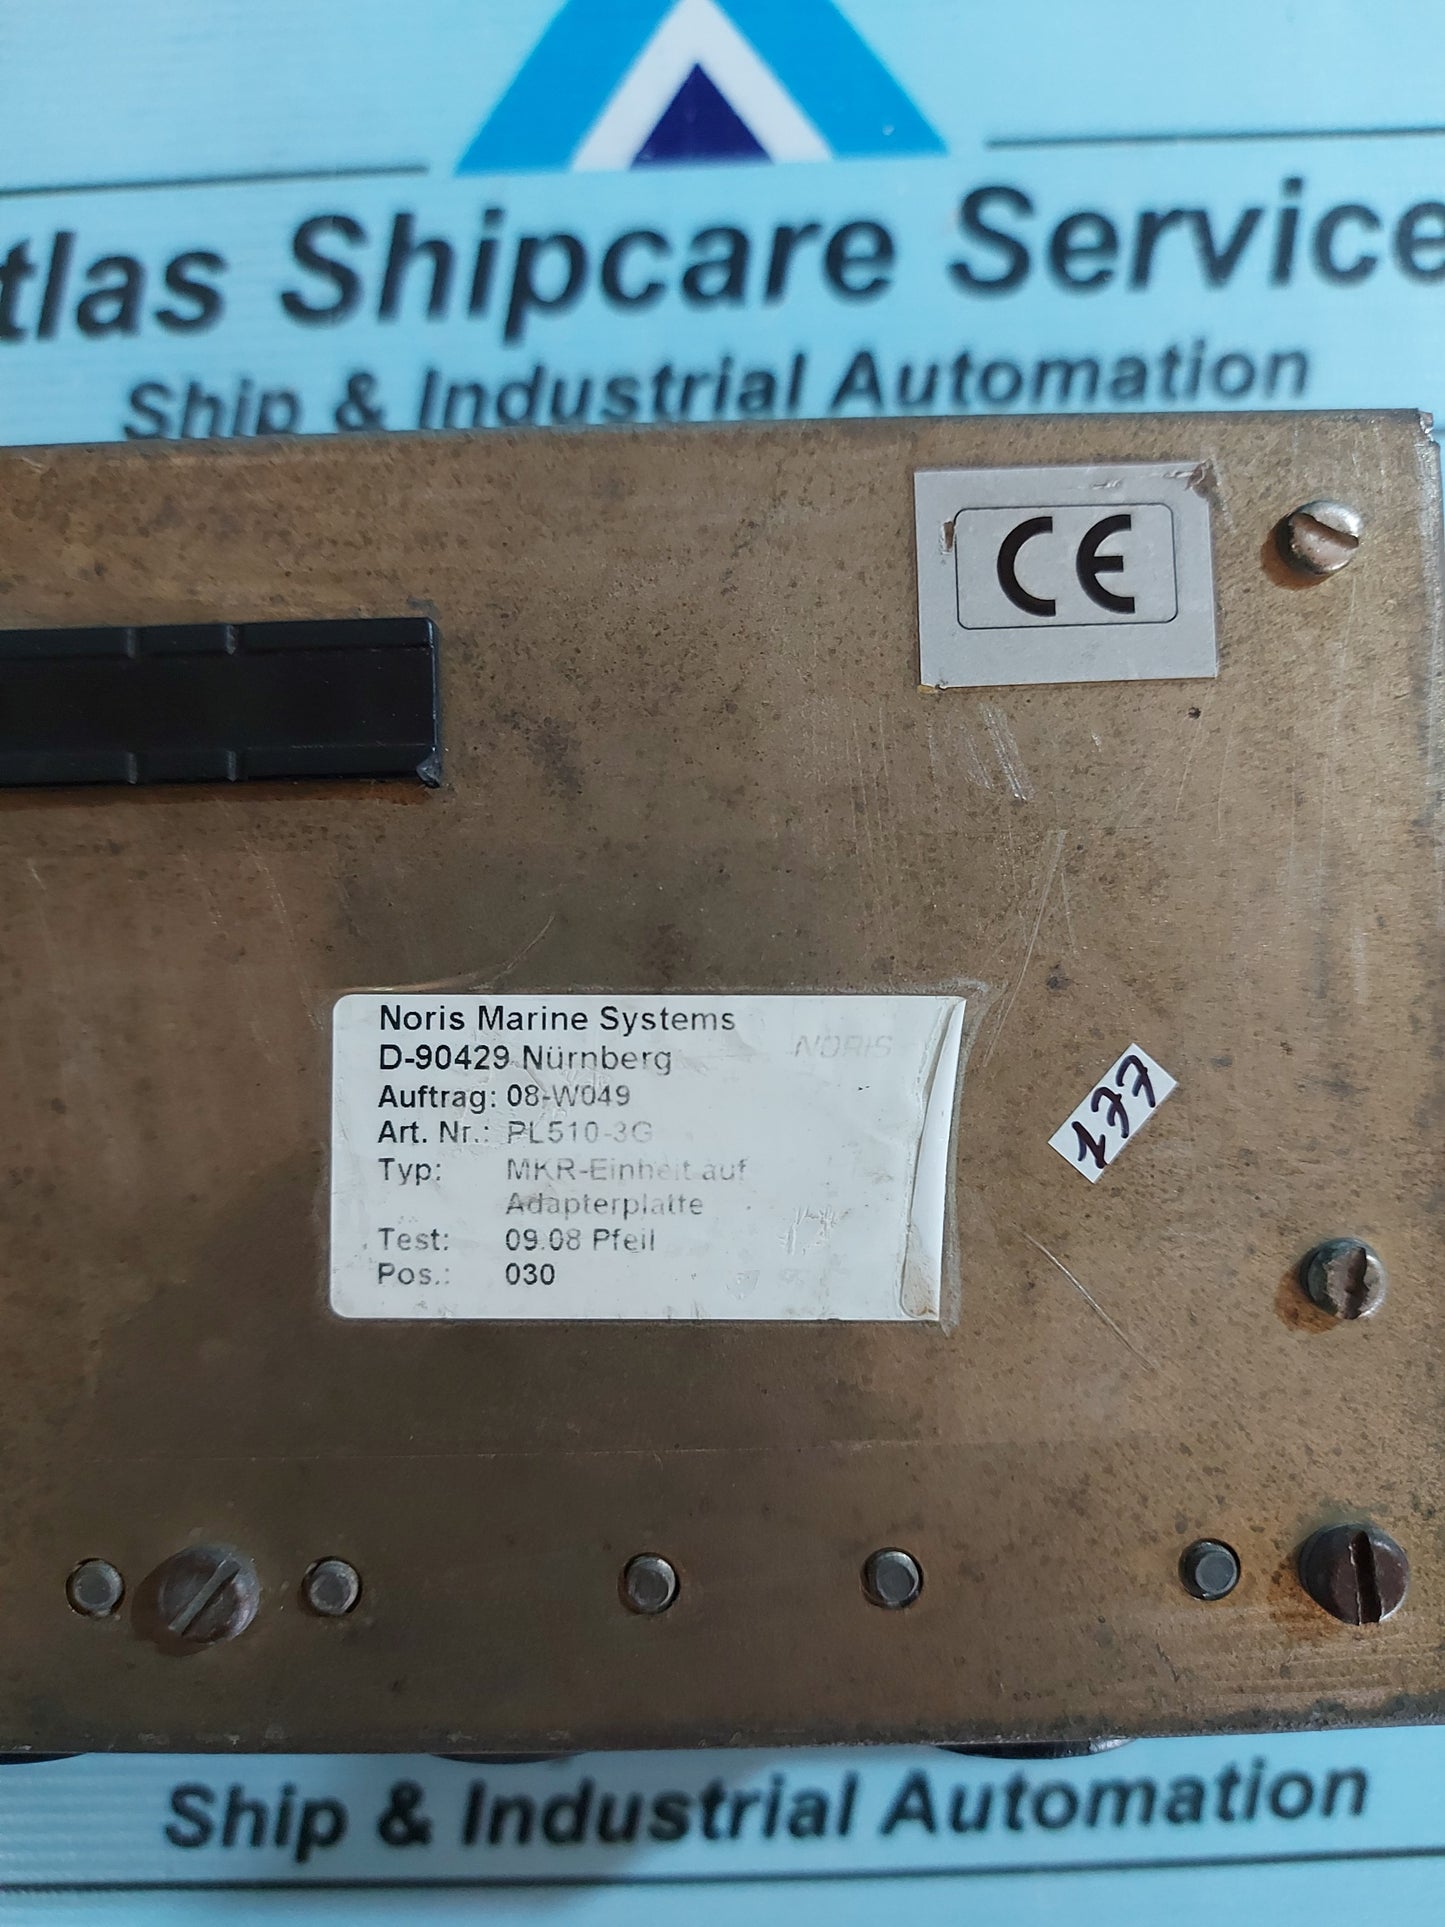 tlas Shipcare Service
Ship & Industrial Automation
CE
Noris Marine Systems
NORIS
D-90429 Nürnberg
Auftrag: 08-W049
Art. Nr.: PL510-3G
Typ: MKR-Einheit auf
Adapterplatte
Test: 09.08 Pfeil
Pos.: 030
177
Ship & Industrial Automation